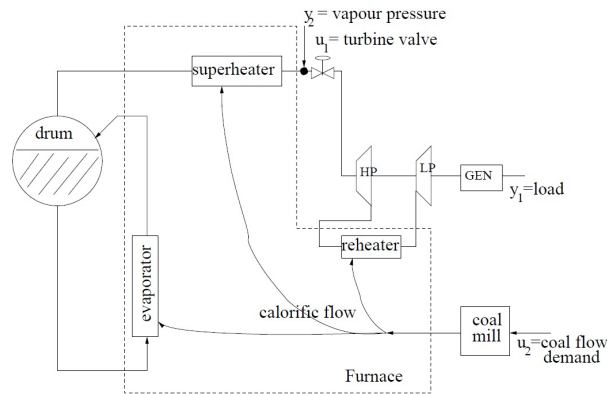 y2 = vapour pressure
u1 = turbine valve
superheater
drum
HP
LP
GEN
y1=load
reheater
evaporator
calorific flow
coal
mill
u2=coal flow
demand
Furnace